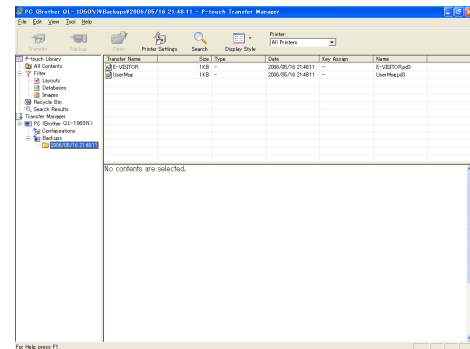 PC (Brother QL-1060N)¥Backups¥2006/05/16 21:48:11 - P-touch Transfer Manager
File Edit View Tool Help
Transfer Backup Open Printer Settings Search Display Style
Printer:
All Printers
P-touch Library
All Contents
Filter
Layouts
Databases
Images
Recycle Bin
Search Results
Transfer Manager
PC (Brother QL-1060N)
Configurations
Backups
2006/05/16 21:48:11
Transfer Name Size Type Date Key Assign Name
E-VISITOR 1KB - 2006/05/16 21:48:11 - E-VISITOR.pd3
UserMap 1KB - 2006/05/16 21:48:11 - UserMap.pd3
No contents are selected.
For Help, press F1